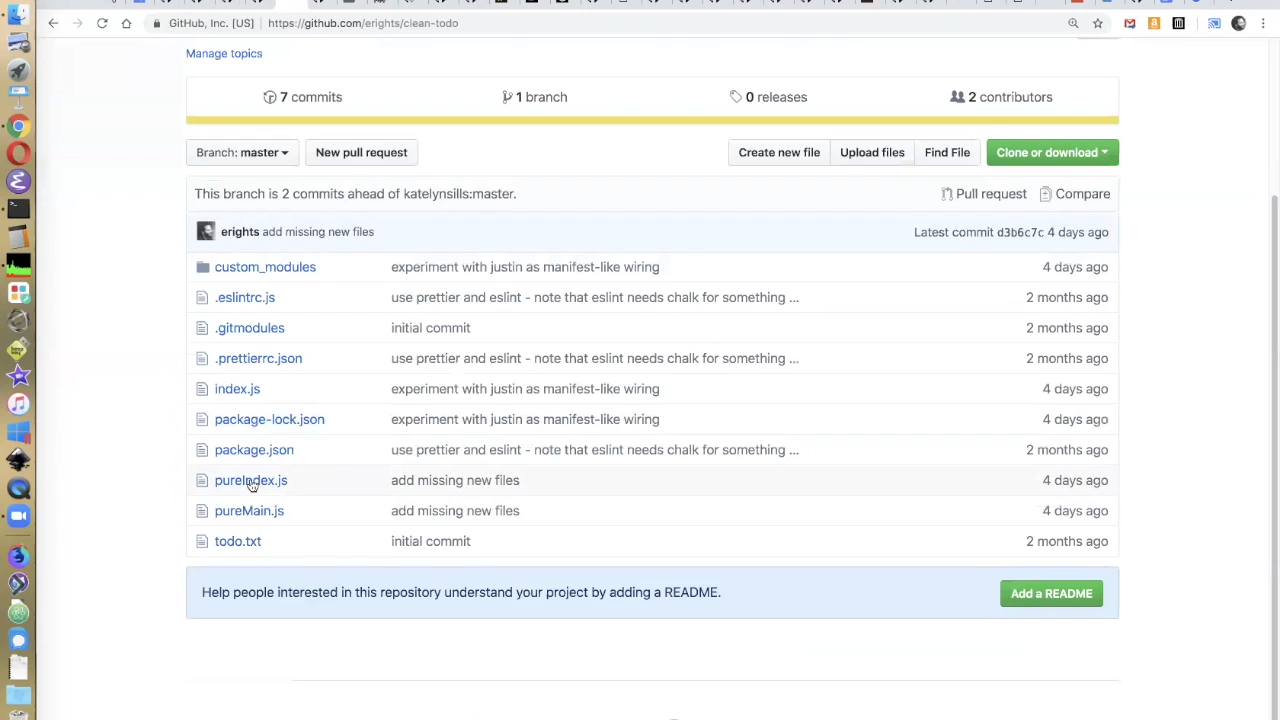 GitHub, Inc. [US] | https://github.com/erights/clean-todo
Manage topics
7 commits 1 branch 0 releases 2 contributors
Branch: master New pull request Create new file Upload files Find File Clone or download
This branch is 2 commits ahead of katelynsills:master. Pull request Compare
erights add missing new files Latest commit d3b6c7c 4 days ago
custom_modules experiment with justin as manifest-like wiring 4 days ago
.eslintrc.js use prettier and eslint - note that eslint needs chalk for something ... 2 months ago
.gitmodules initial commit 2 months ago
.prettierrc.json use prettier and eslint - note that eslint needs chalk for something ... 2 months ago
index.js experiment with justin as manifest-like wiring 4 days ago
package-lock.json experiment with justin as manifest-like wiring 4 days ago
package.json use prettier and eslint - note that eslint needs chalk for something ... 2 months ago
pureIndex.js add missing new files 4 days ago
pureMain.js add missing new files 4 days ago
todo.txt initial commit 2 months ago
Help people interested in this repository understand your project by adding a README. Add a README